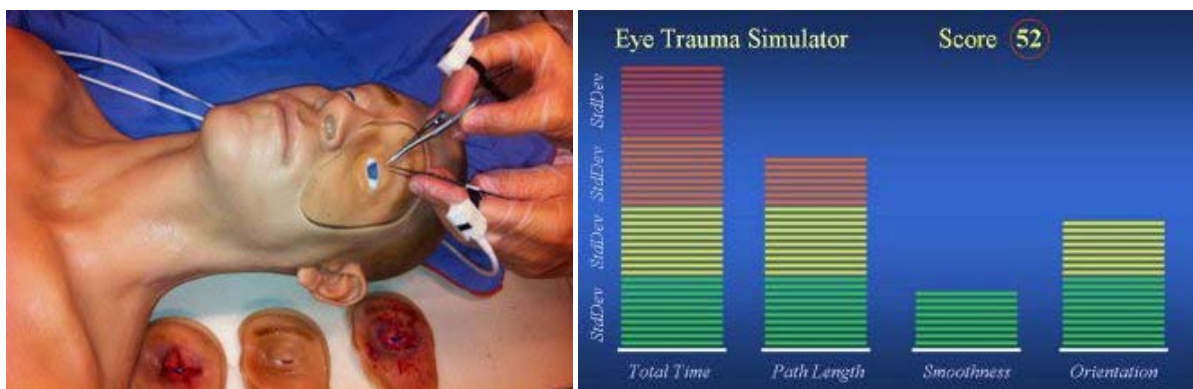 Eye Trauma Simulator Score 52
StdDev
StdDev
StdDev
StdDev
Total Time Path Length Smoothness Orientation